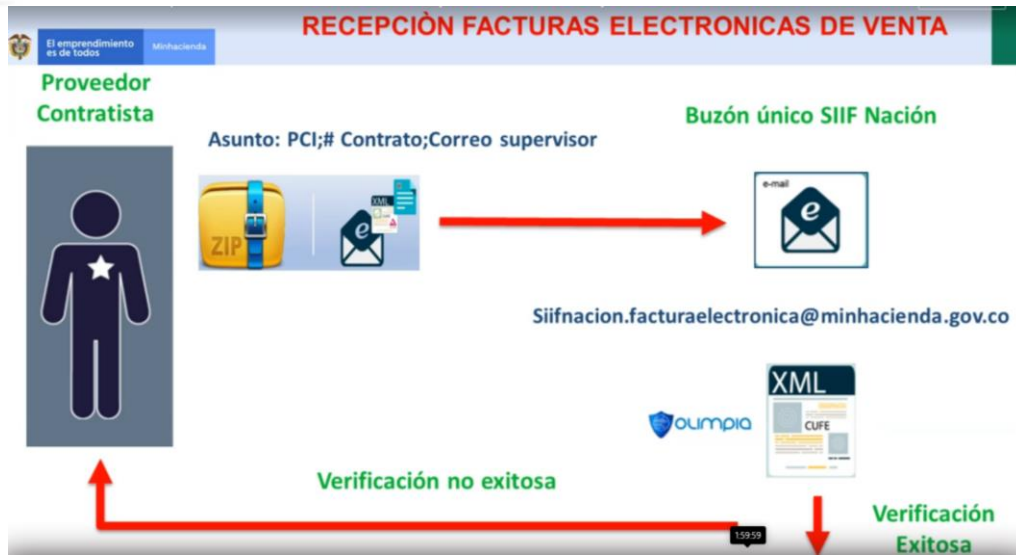 RECEPCIÒN FACTURAS ELECTRONICAS DE VENTA
El emprendimiento
es de todos
Minhacienda
Proveedor
Contratista
Buzón único SIIF Nación
Asunto: PCI;# Contrato;Correo supervisor
e-mail
e
XML
ZIP
e
Siifnacion.facturaelectronica@minhacienda.gov.co
XML
CUFE
OLIMPIA
Verificación no exitosa
Verificación
Exitosa
1:59:59